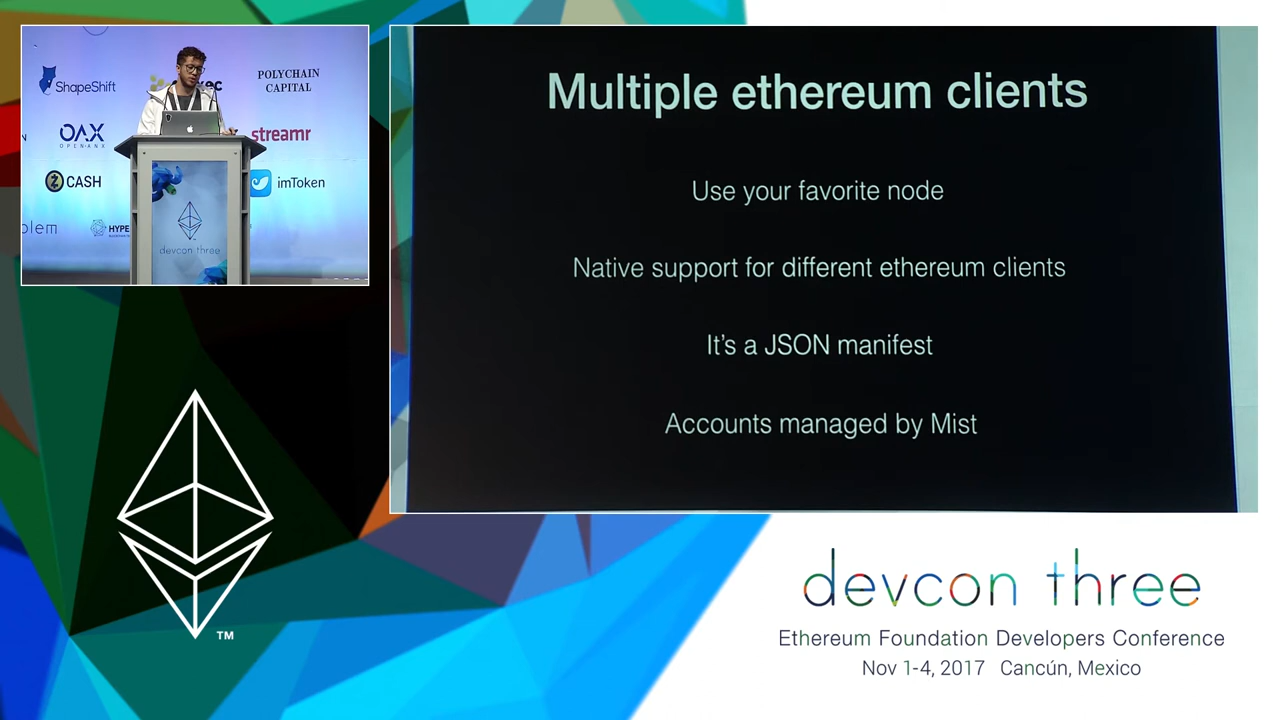 ShapeShift
POLYCHAIN
CAPITAL
OAX
OPENANX
streamr
CASH
imToken
devcon three
Multiple ethereum clients
Use your favorite node
Native support for different ethereum clients
It's a JSON manifest
Accounts managed by Mist
TM
devcon three
Ethereum Foundation Developers Conference
Nov 1-4, 2017 Cancún, Mexico